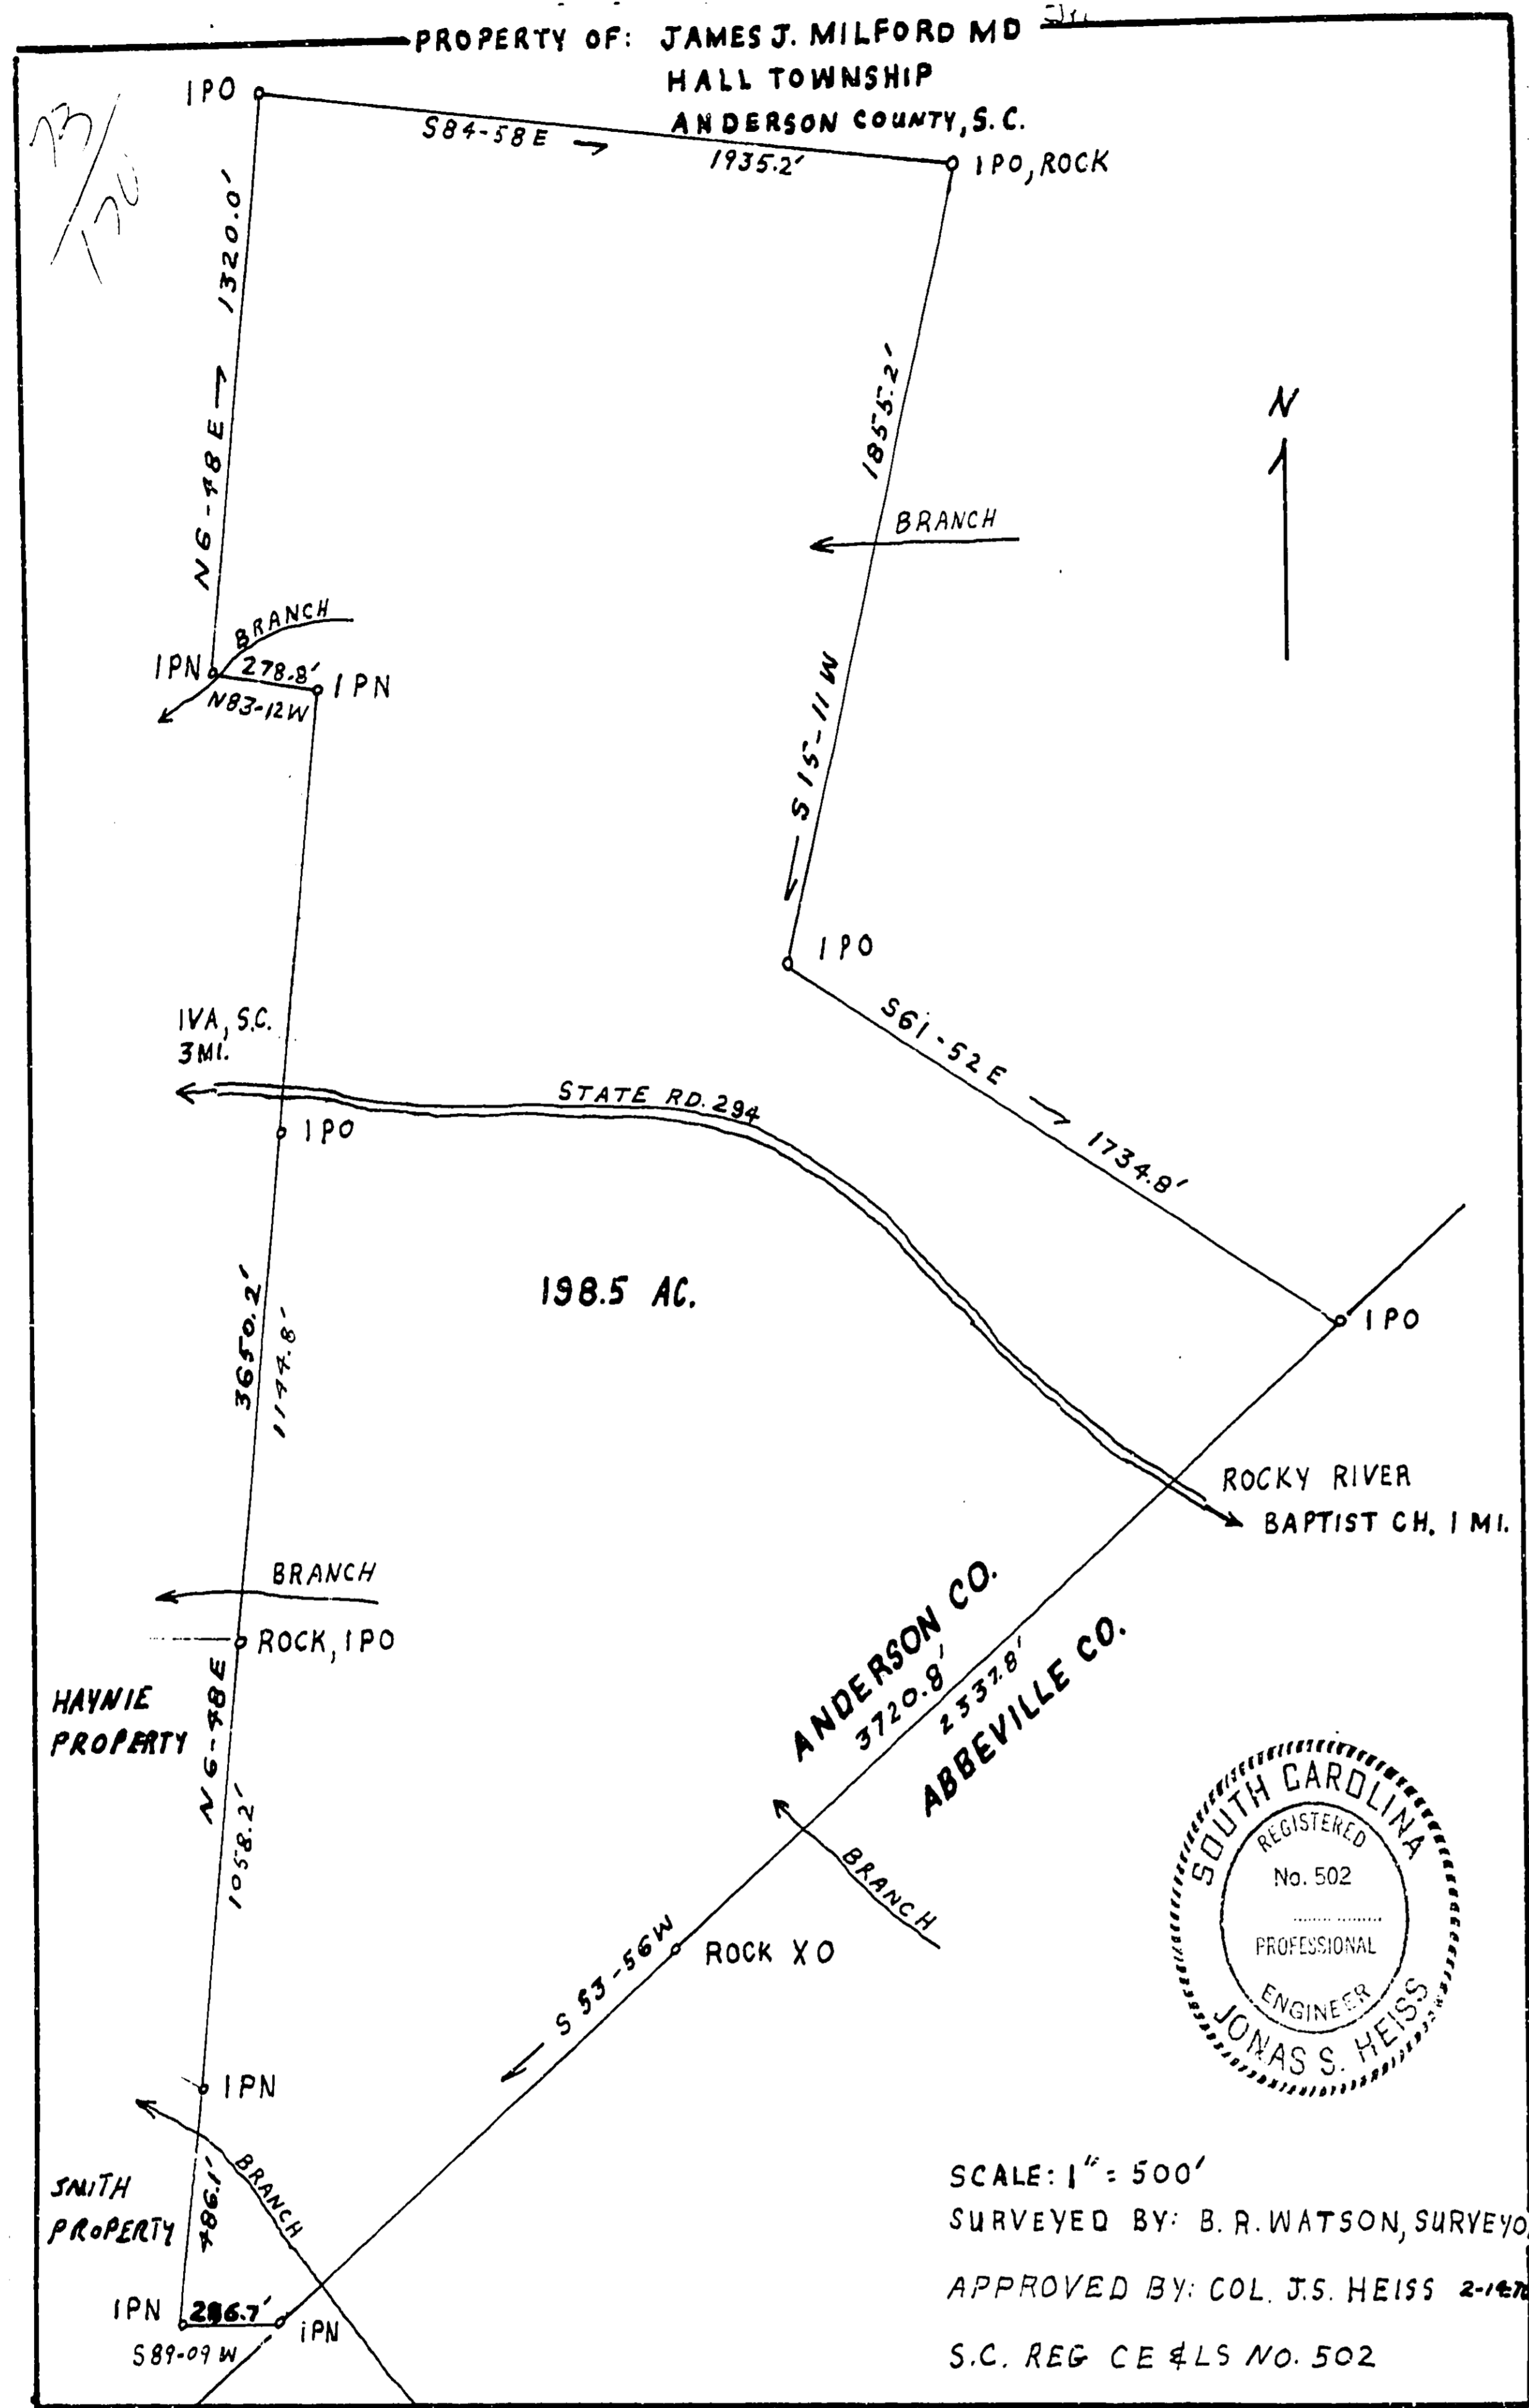 PROPERTY OF: JAMES J. MILFORD MD
HALL TOWNSHIP
ANDERSON COUNTY, S.C.
IPO
S84-58E
1935.2'
IPO, ROCK
1320.0'
N6-48E
1855.2'
N
BRANCH
S15-11W
BRANCH
IPN
278.8'
IPN
N83-12W
IPO
S61-52E
1734.8'
IVA, S.C.
3 MI.
STATE RD. 294
IPO
198.5 AC.
3650.2'
1144.8'
IPO
ROCKY RIVER
BAPTIST CH. 1 MI.
BRANCH
ROCK, IPO
ANDERSON CO.
3720.8'
2337.8'
ABBEVILLE CO.
HAYNIE
PROPERTY
N6-48E
1058.2'
BRANCH
ROCK XO
S53-56W
SOUTH CAROLINA
REGISTERED
No. 502
PROFESSIONAL
ENGINEER
JONAS S. HEISS
IPN
BRANCH
SMITH
PROPERTY
486.1'
IPN
iPN
S89-09W
SCALE: 1" = 500'
SURVEYED BY: B. R. WATSON, SURVEYO
APPROVED BY: COL. J.S. HEISS
S.C. REG CE & LS NO. 502